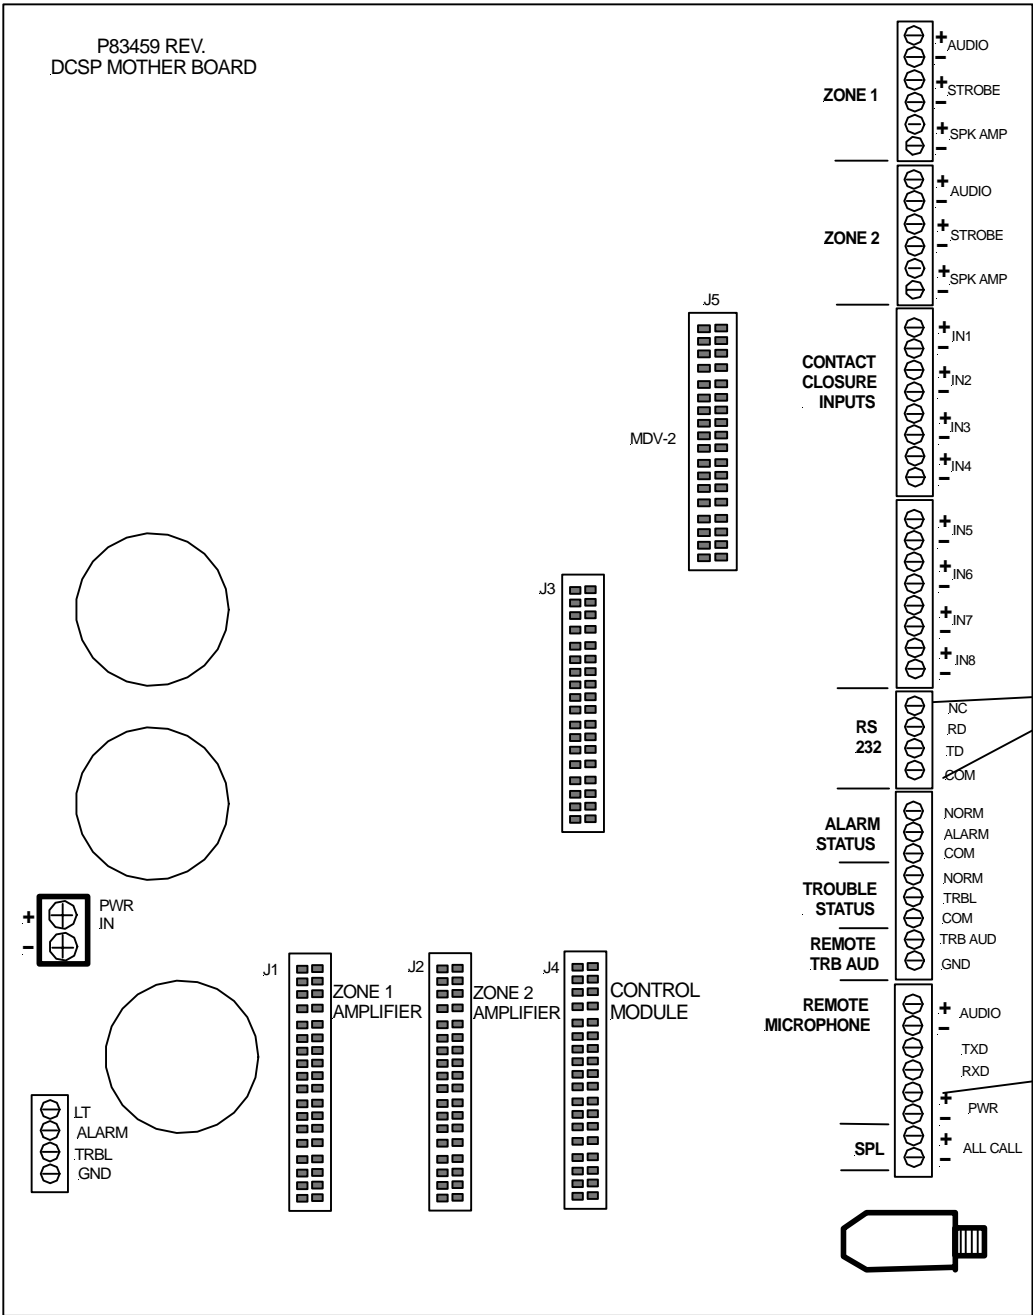 P83459 REV.
DCSP MOTHER BOARD
ZONE 1
+ AUDIO
-
+ STROBE
-
+ SPK AMP
-
ZONE 2
+ AUDIO
-
+ STROBE
-
+ SPK AMP
-
CONTACT
CLOSURE
INPUTS
+ IN1
-
+ IN2
-
+ IN3
-
+ IN4
-
+ IN5
-
+ IN6
-
+ IN7
-
+ IN8
-
RS
232
NC
RD
TD
COM
ALARM
STATUS
NORM
ALARM
COM
TROUBLE
STATUS
NORM
TRBL
COM
REMOTE
TRB AUD
TRB AUD
GND
REMOTE
MICROPHONE
+ AUDIO
-
TXD
RXD
+ PWR
-
SPL
+ ALL CALL
-
J5
MDV-2
J3
+ PWR
- IN
J1
ZONE 1
AMPLIFIER
J2
ZONE 2
AMPLIFIER
J4
CONTROL
MODULE
LT
ALARM
TRBL
GND